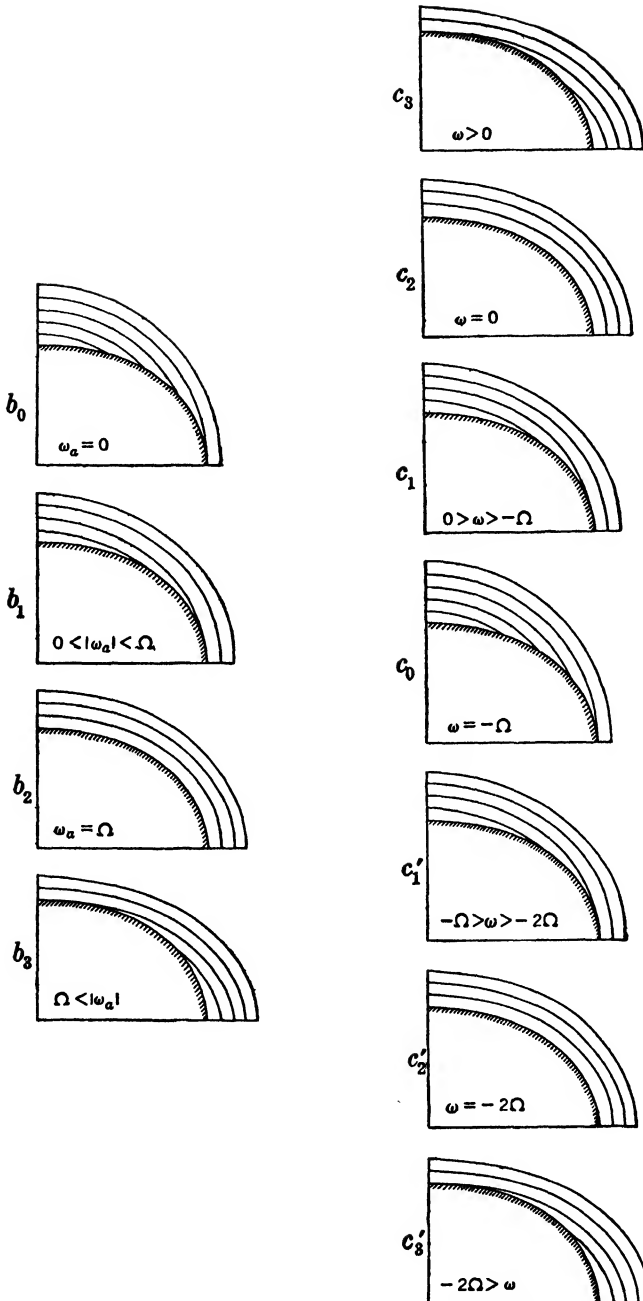 b₀
ωₐ = 0
b₁
0 < |ωₐ| < Ω.
b₂
ωₐ = Ω
b₃
Ω < |ωₐ|
c₃
ω > 0
c₂
ω = 0
c₁
0 > ω > -Ω
c₀
ω = -Ω
c₁′
-Ω > ω > -2Ω
c₂′
ω = -2Ω
c₃′
-2Ω > ω